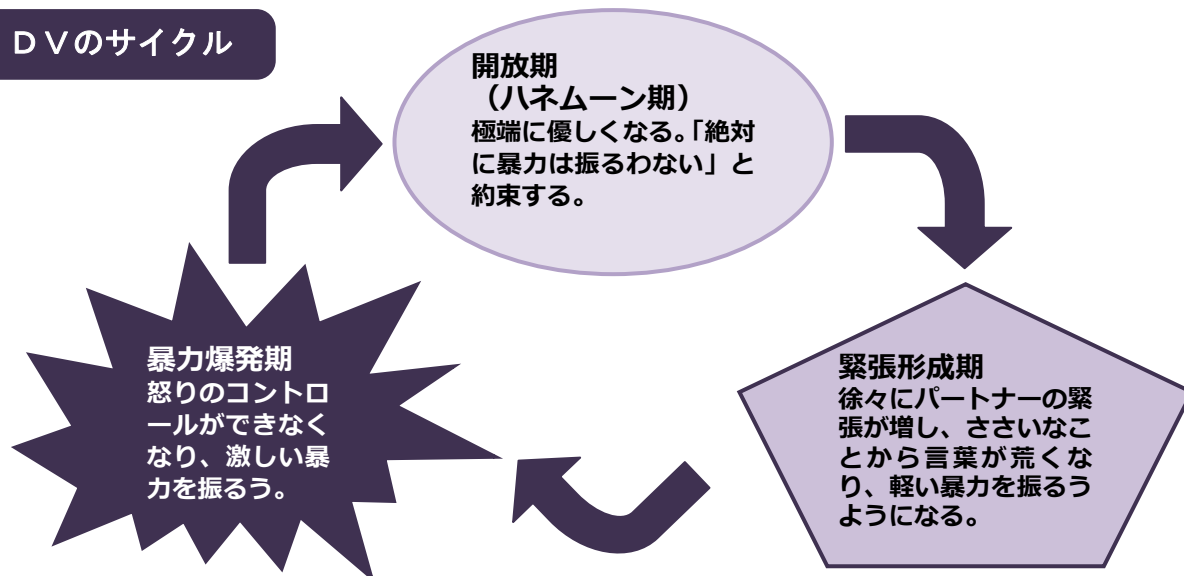 ＤＶのサイクル
開放期
（ハネムーン期）
極端に優しくなる。「絶対
に暴力は振るわない」と
約束する。
緊張形成期
徐々にパートナーの緊
張が増し、ささいなこ
とから言葉が荒くな
り、軽い暴力を振るう
ようになる。
暴力爆発期
怒りのコントロ
ールができなく
なり、激しい暴
力を振るう。